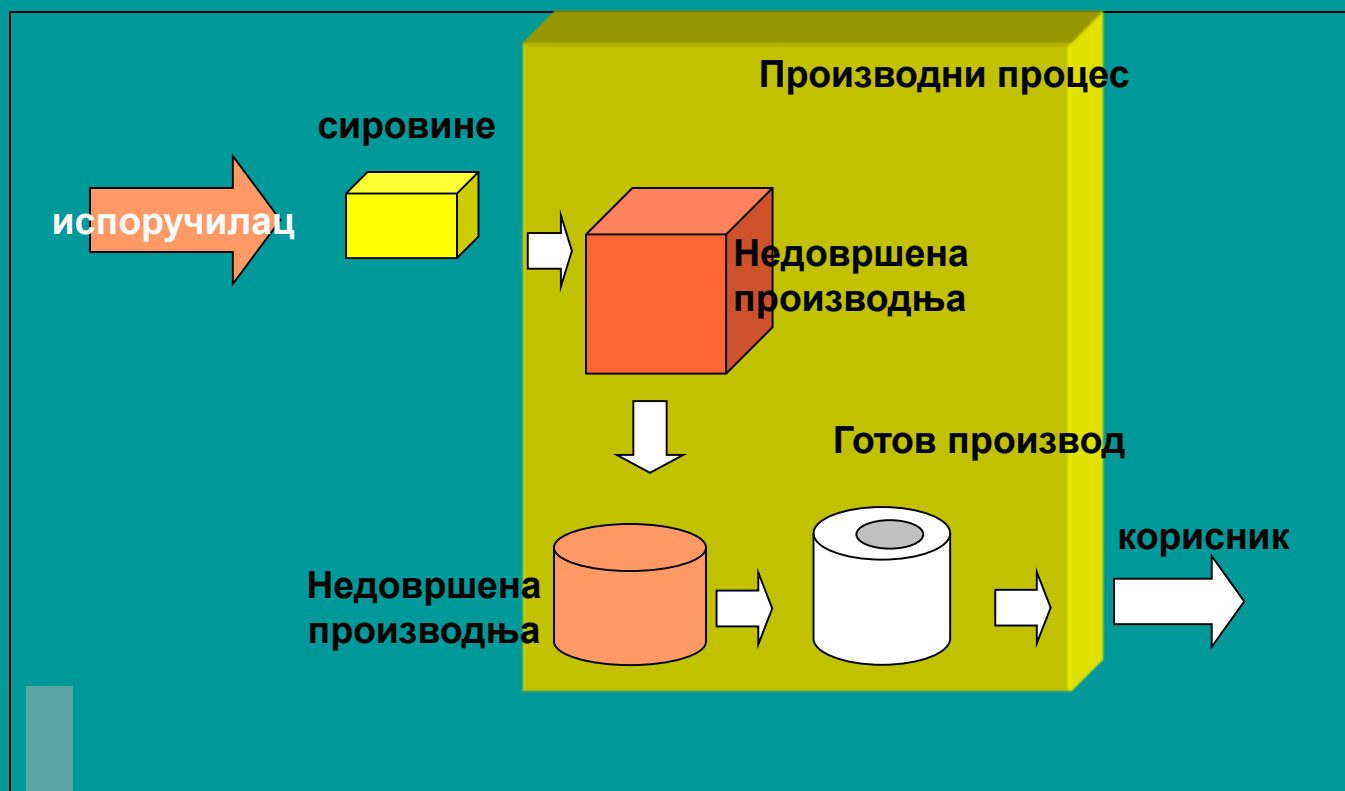 Производни процес
сировине
испоручилац
Недовршена
производња
Готов производ
корисник
Недовршена
производња